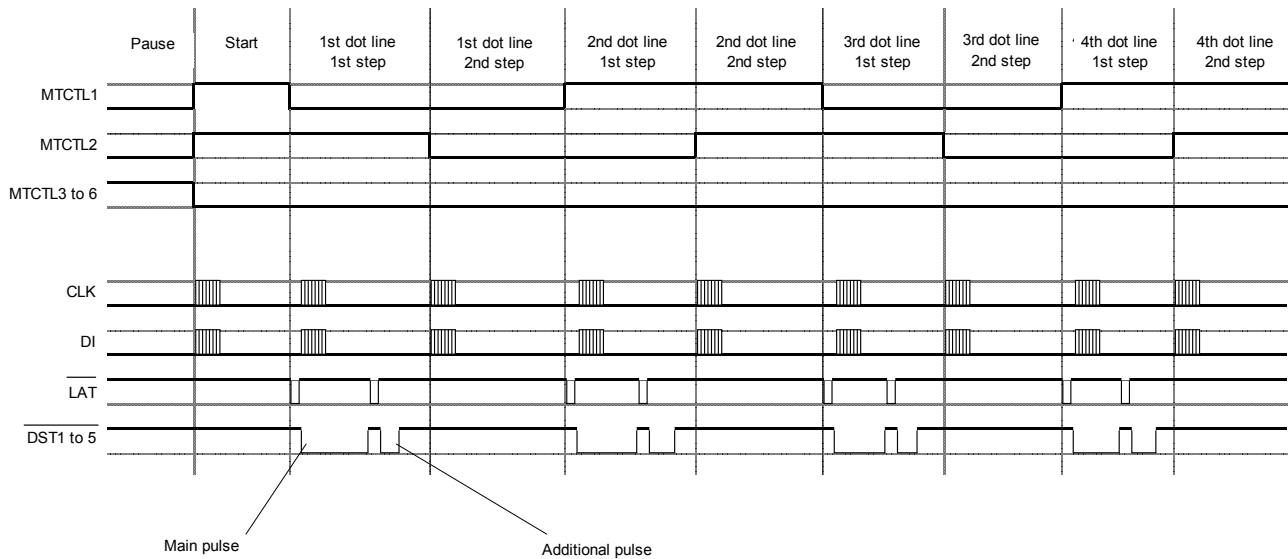 Pause
Start
1st dot line
1st step
1st dot line
2nd step
2nd dot line
1st step
2nd dot line
2nd step
3rd dot line
1st step
3rd dot line
2nd step
4th dot line
1st step
4th dot line
2nd step
MTCTL1
MTCTL2
MTCTL3 to 6
CLK
DI
LAT
DST1 to 5
Main pulse
Additional pulse